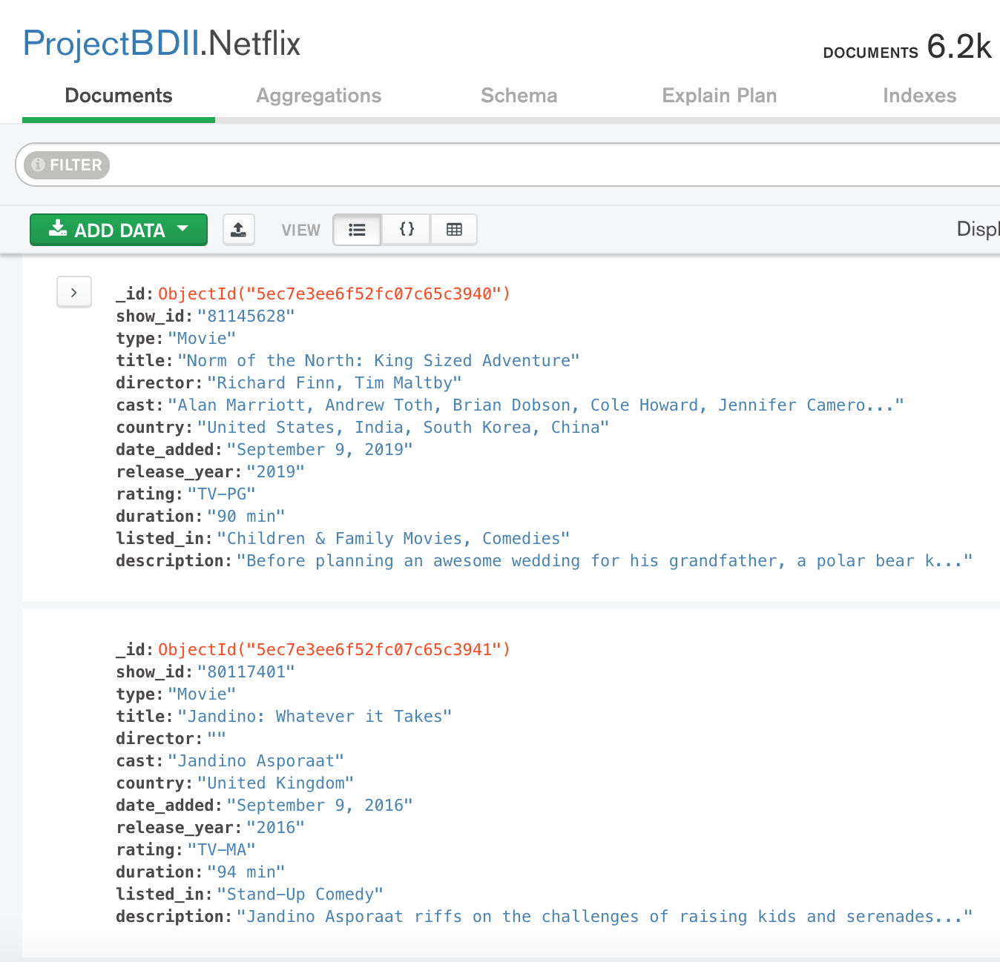 ProjectBDII.Netflix
DOCUMENTS 6.2k
Documents Aggregations Schema Explain Plan Indexes
FILTER
ADD DATA VIEW {} Displ
_id: ObjectId("5ec7e3ee6f52fc07c65c3940")
show_id: "81145628"
type: "Movie"
title: "Norm of the North: King Sized Adventure"
director: "Richard Finn, Tim Maltby"
cast: "Alan Marriott, Andrew Toth, Brian Dobson, Cole Howard, Jennifer Camero..."
country: "United States, India, South Korea, China"
date_added: "September 9, 2019"
release_year: "2019"
rating: "TV-PG"
duration: "90 min"
listed_in: "Children & Family Movies, Comedies"
description: "Before planning an awesome wedding for his grandfather, a polar bear k..."
_id: ObjectId("5ec7e3ee6f52fc07c65c3941")
show_id: "80117401"
type: "Movie"
title: "Jandino: Whatever it Takes"
director: ""
cast: "Jandino Asporaat"
country: "United Kingdom"
date_added: "September 9, 2016"
release_year: "2016"
rating: "TV-MA"
duration: "94 min"
listed_in: "Stand-Up Comedy"
description: "Jandino Asporaat riffs on the challenges of raising kids and serenades..."